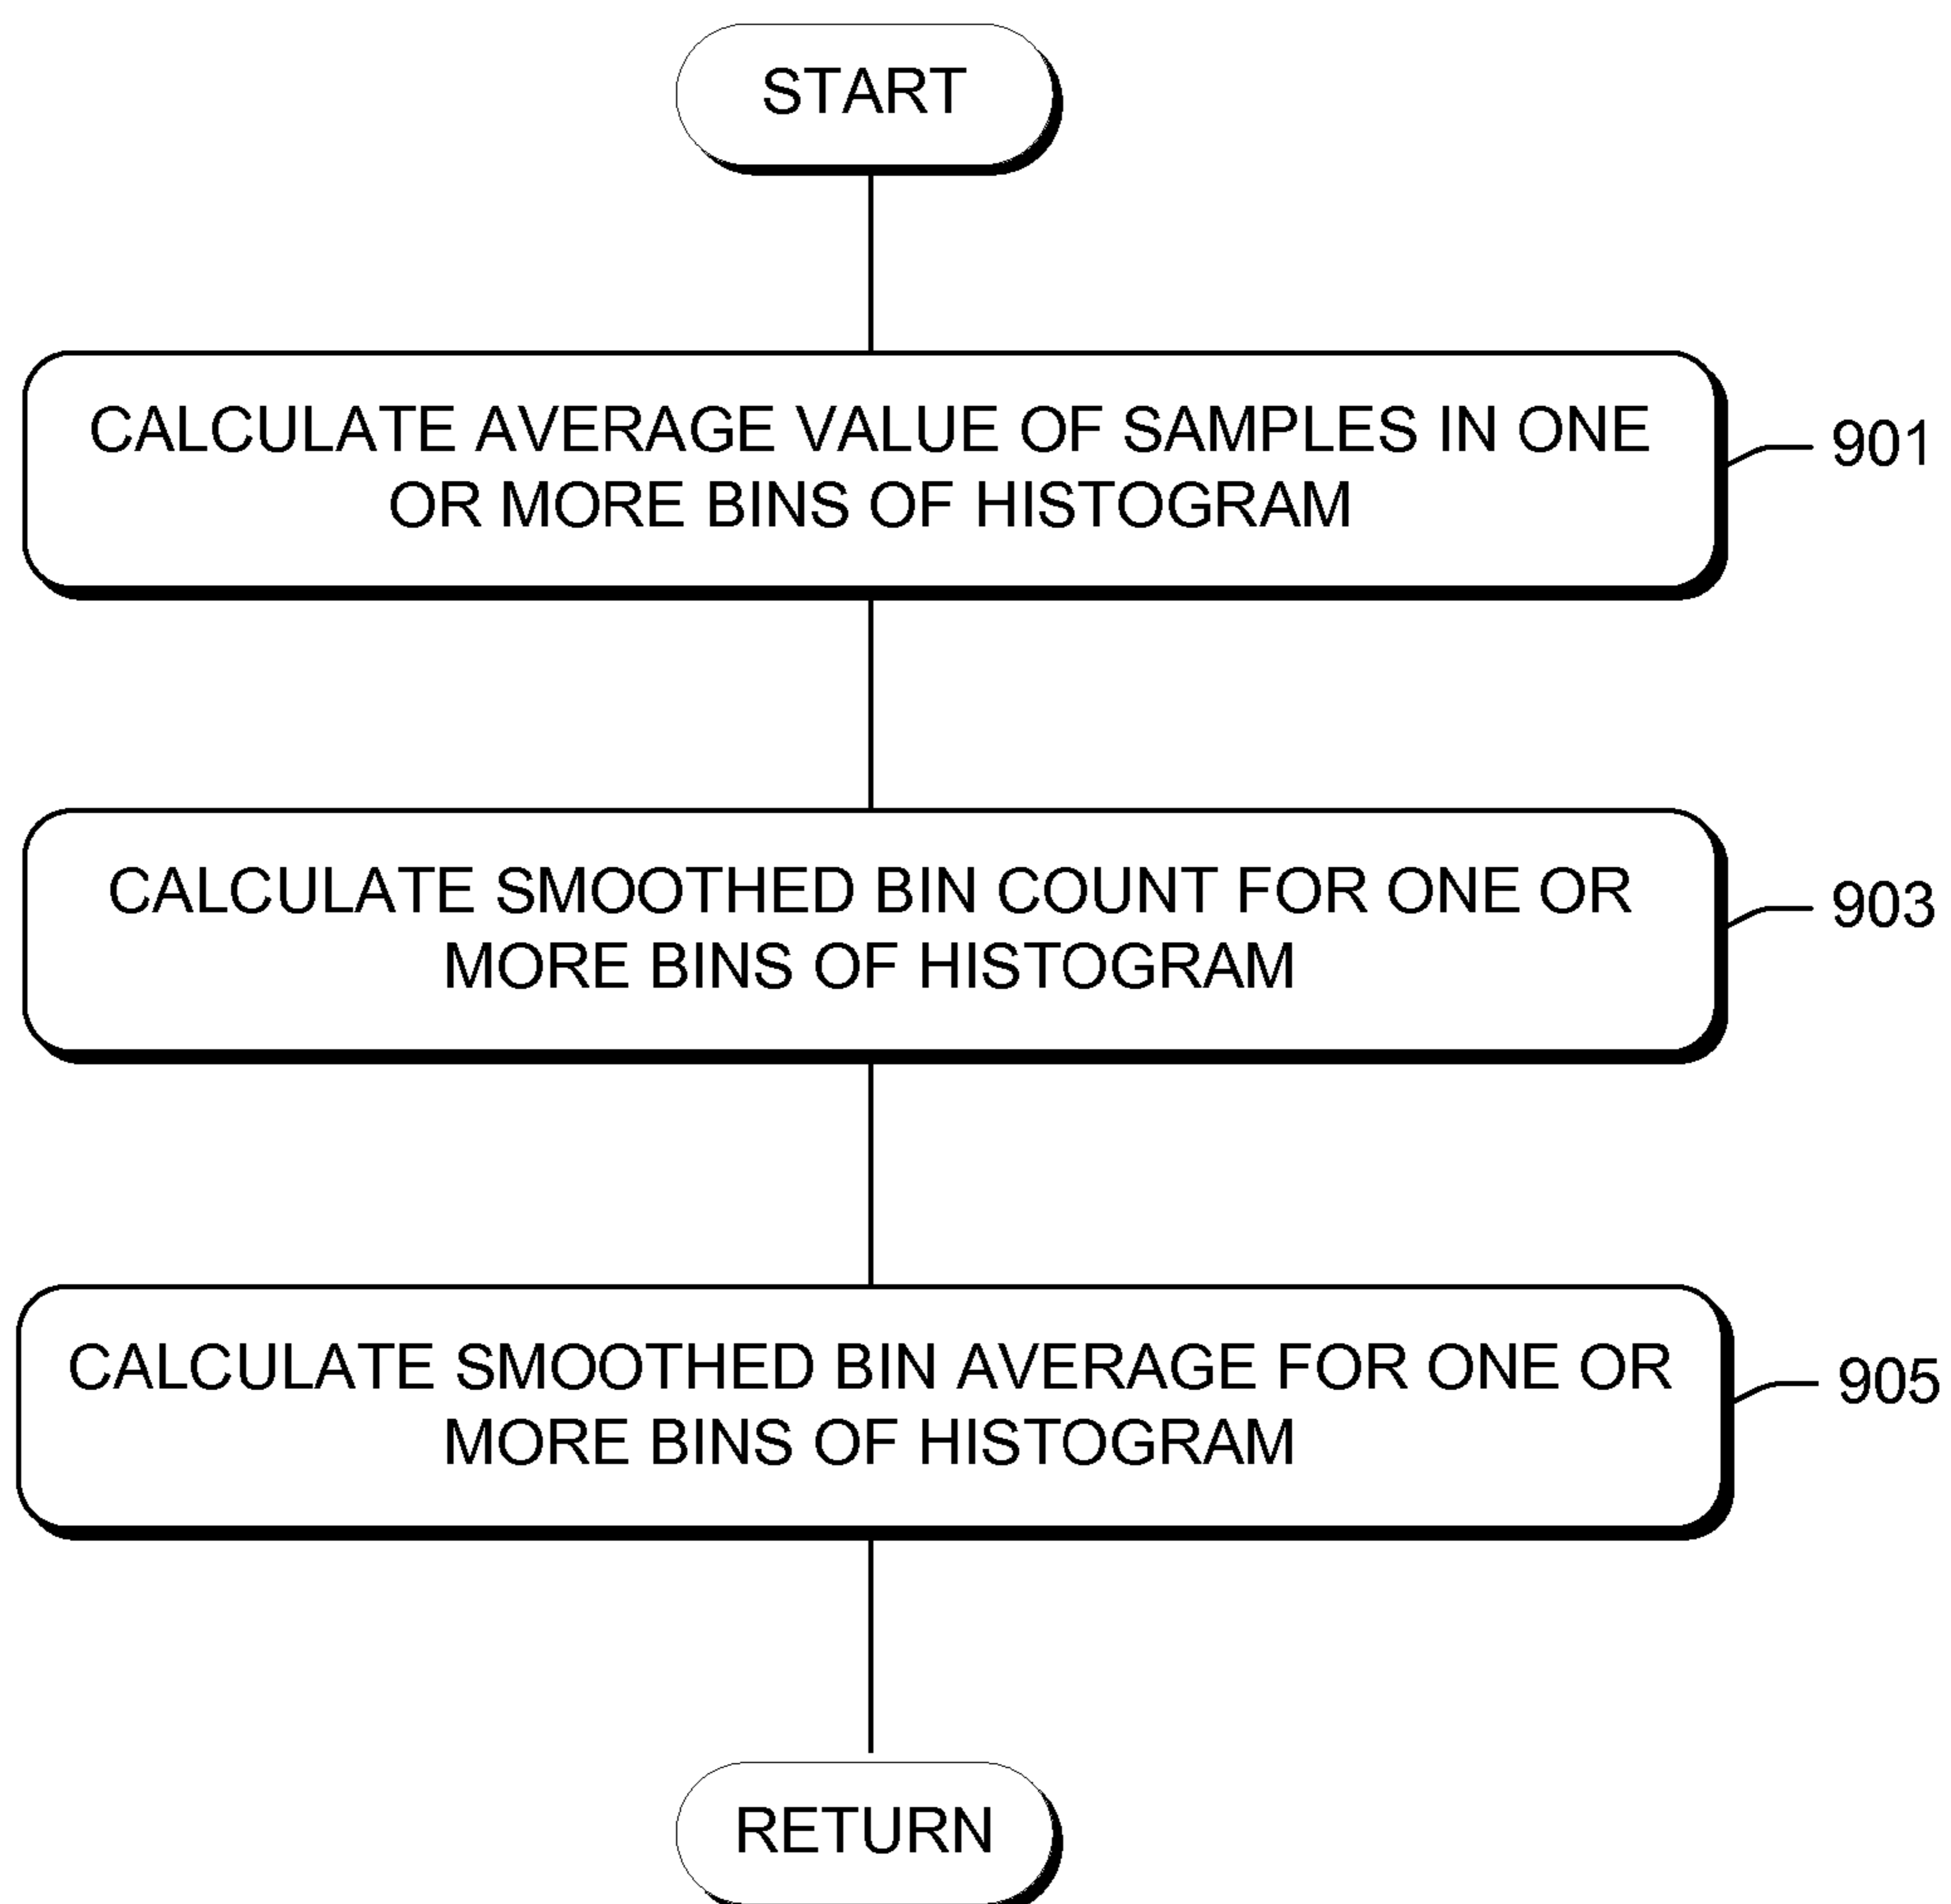 START
CALCULATE AVERAGE VALUE OF SAMPLES IN ONE
OR MORE BINS OF HISTOGRAM
901
CALCULATE SMOOTHED BIN COUNT FOR ONE OR
MORE BINS OF HISTOGRAM
903
CALCULATE SMOOTHED BIN AVERAGE FOR ONE OR
MORE BINS OF HISTOGRAM
905
RETURN